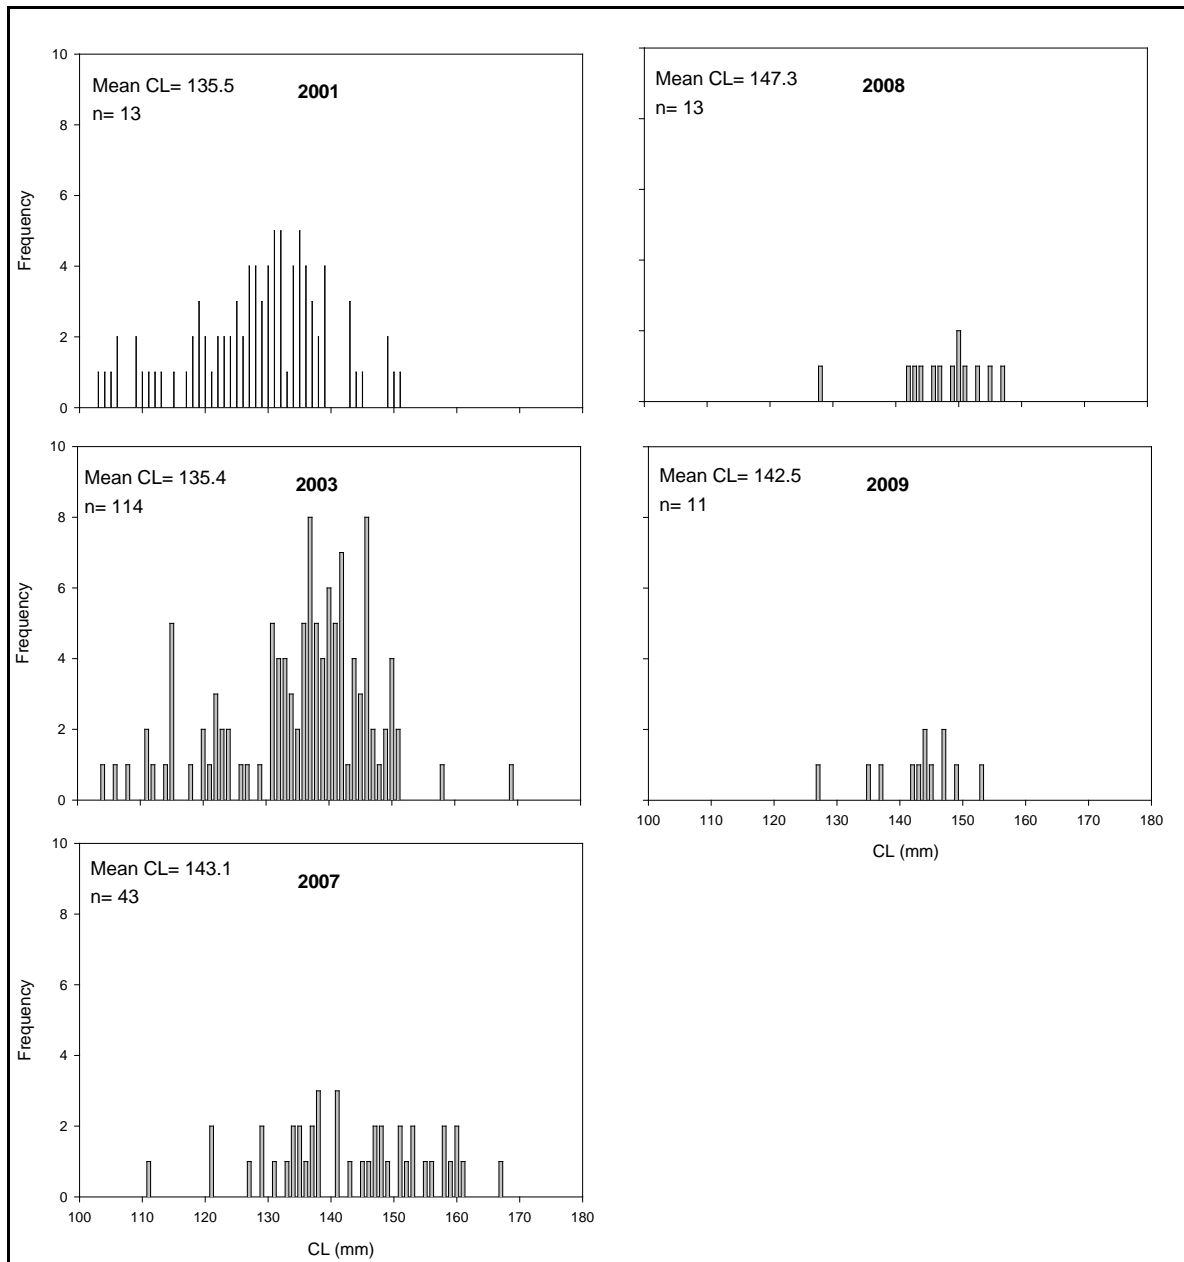 10
Mean CL= 135.5
2001
n= 13
8
6
Frequency
4
2
0
Mean CL= 147.3
2008
n= 13
10
Mean CL= 135.4
2003
n= 114
8
6
Frequency
4
2
0
Mean CL= 142.5
2009
n= 11
100 110 120 130 140 150 160 170 180
CL (mm)
10
Mean CL= 143.1
2007
n= 43
8
6
Frequency
4
2
0
100 110 120 130 140 150 160 170 180
CL (mm)